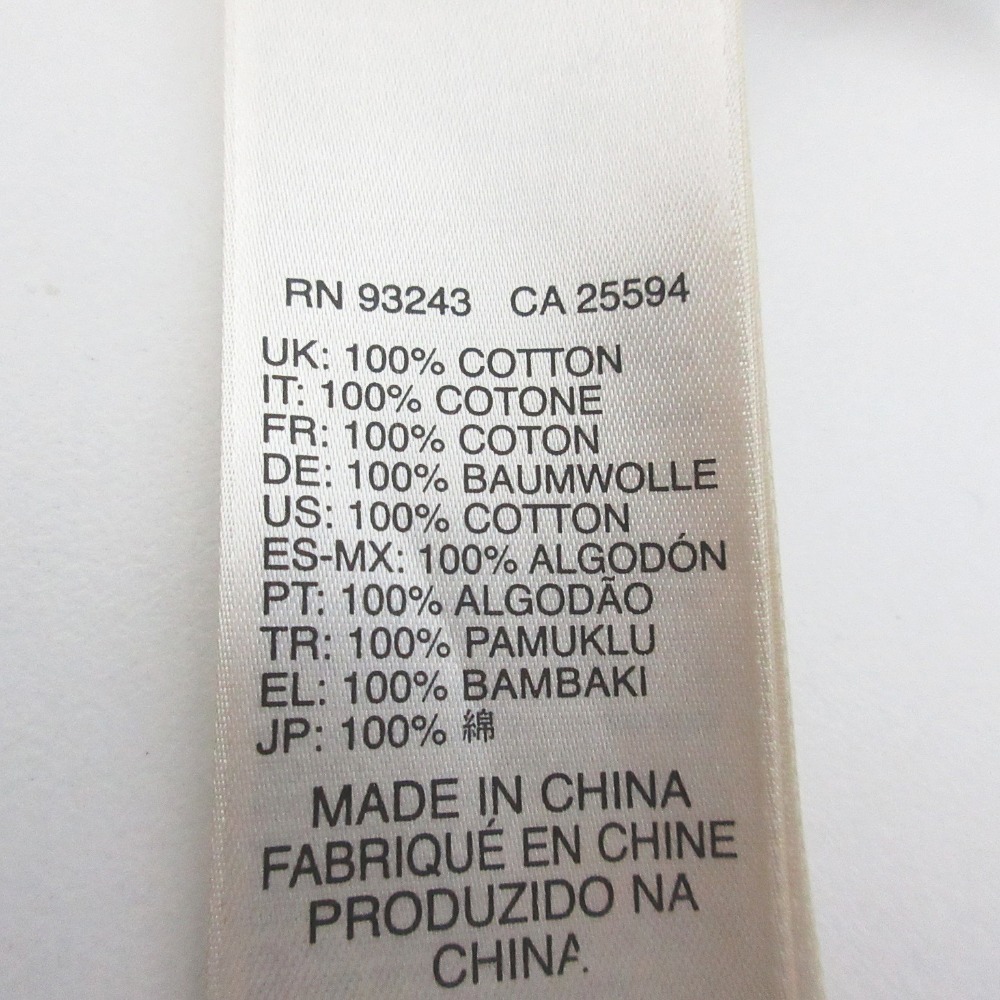 RN 93243 CA 25594
UK: 100% COTTON
IT: 100% COTONE
FR: 100% COTON
DE: 100% BAUMWOLLE
US: 100% COTTON
ES-MX: 100% ALGODÓN
PT: 100% ALGODÃO
TR: 100% PAMUKLU
EL: 100% BAMBAKI
JP: 100% 綿
MADE IN CHINA
FABRIQUÉ EN CHINE
PRODUZIDO NA
CHINA.